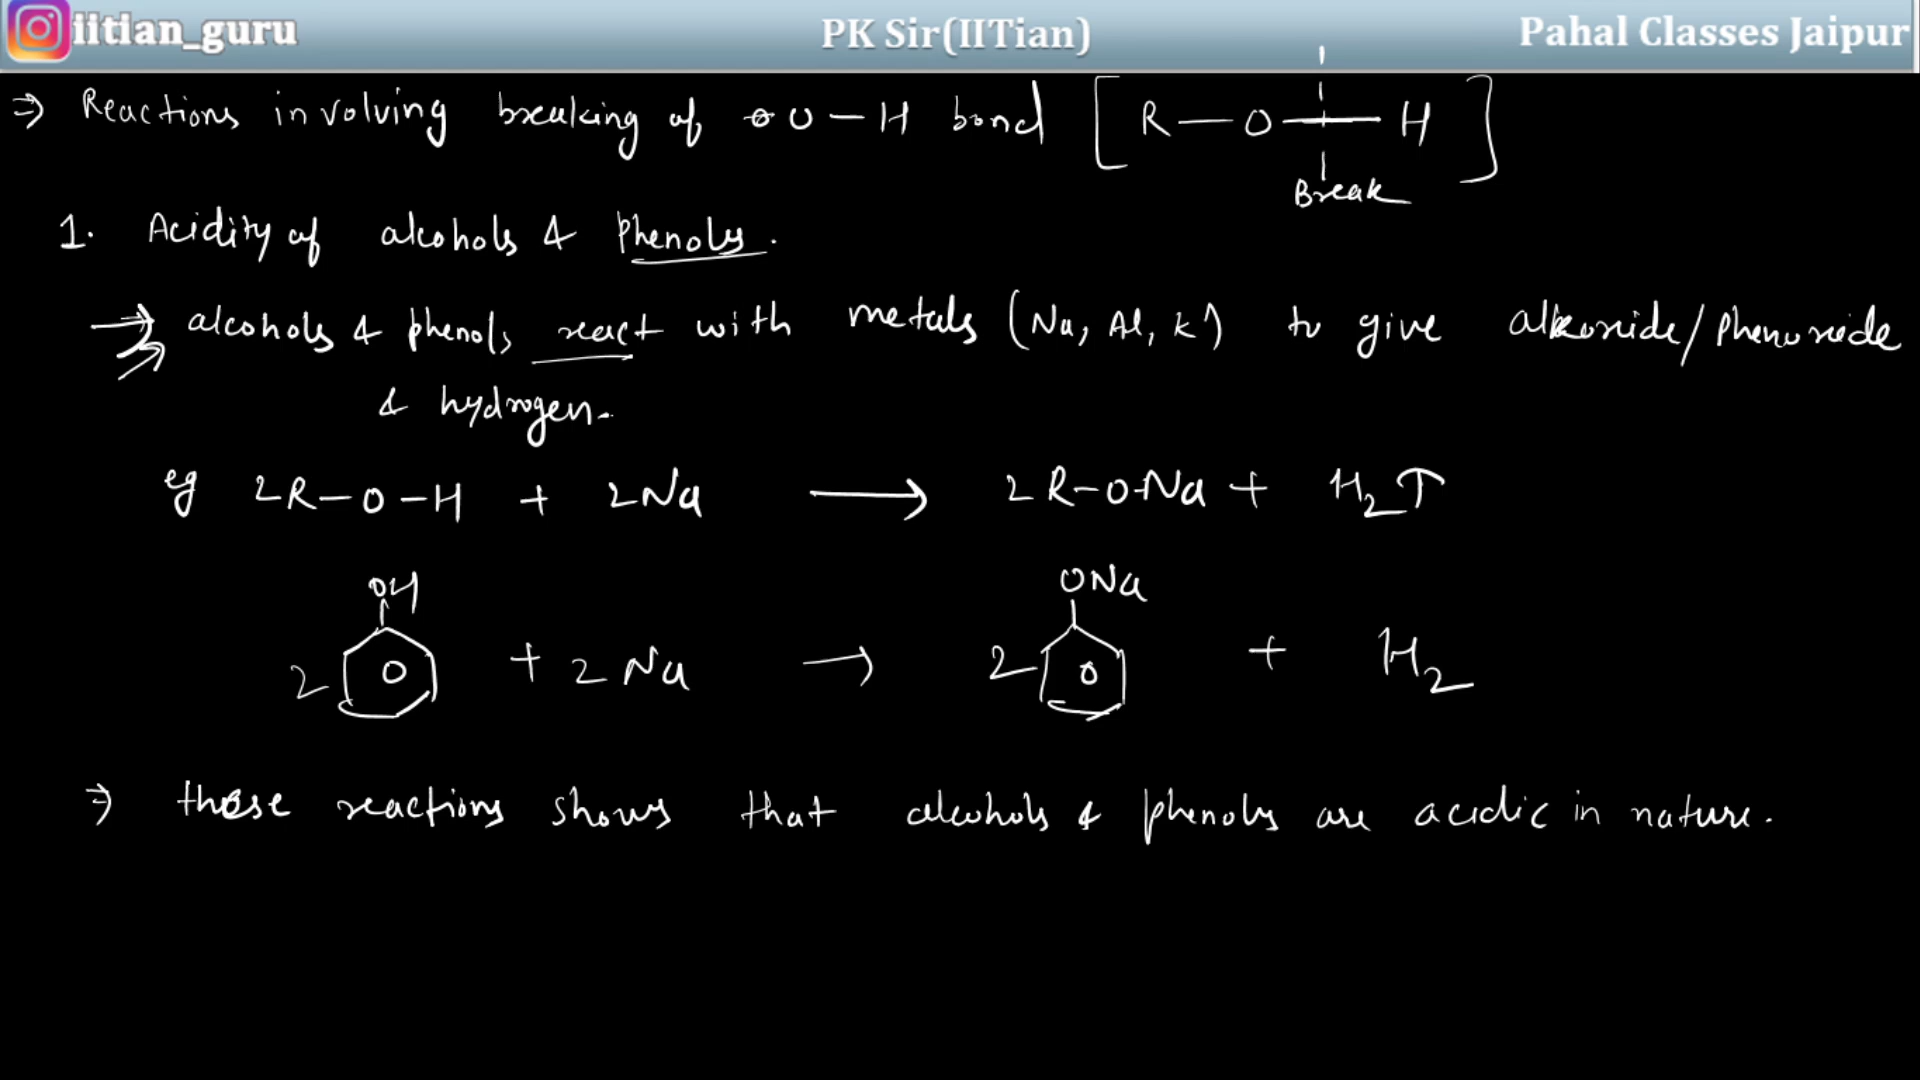 iitian_guru PK Sir(IITian) Pahal Classes Jaipur
⇒ Reactions involving breaking of O-H bond [R-O-H]
Break
1. Acidity of alcohols & Phenols.
→ alcohols & phenols react with metals (Na, Al, K) to give alkoxide/Phenoxide
& hydrogen.
eg 2R-O-H + 2Na → 2R-O-Na + H₂↑
OH ONa
2 + 2Na → 2 + H₂
⇒ these reactions shows that alcohols & phenols are acidic in nature.